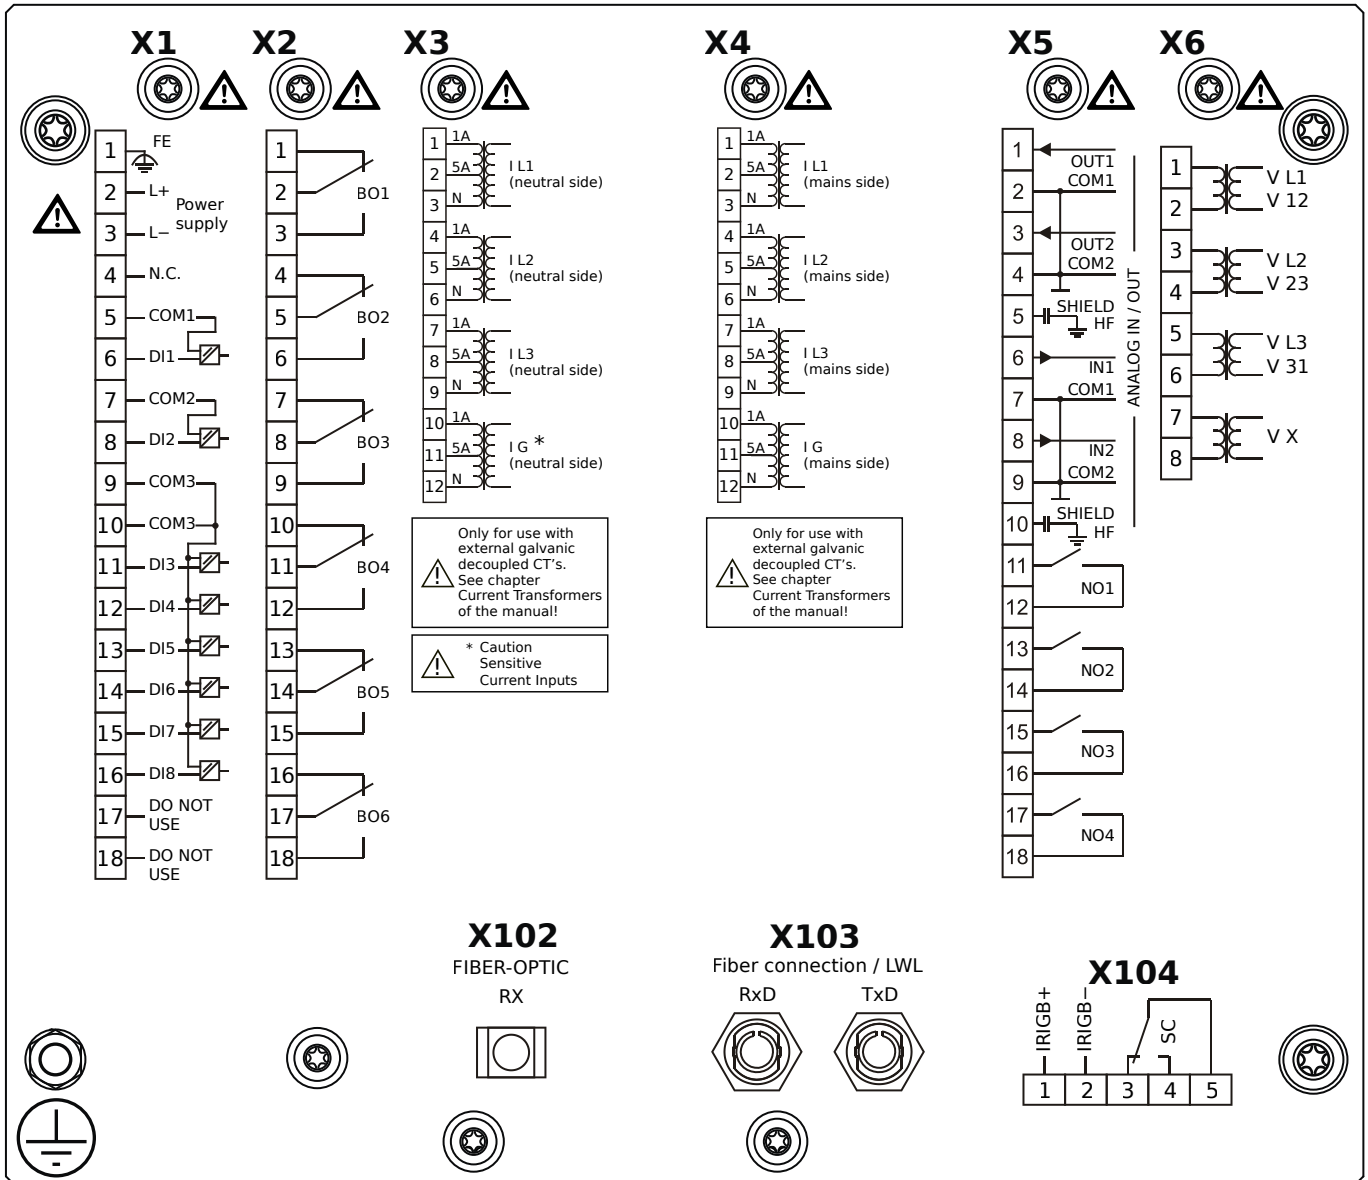 X1
X2
X3
X4
X5
X6
1
FE
2
L+
Power
supply
3
L−
4
N.C.
5
COM1
6
DI1
7
COM2
8
DI2
9
COM3
10
COM3
11
DI3
12
DI4
13
DI5
14
DI6
15
DI7
16
DI8
17
DO NOT
USE
18
DO NOT
USE
1
2
BO1
3
4
5
BO2
6
7
8
BO3
9
10
11
BO4
12
13
14
BO5
15
16
17
BO6
18
1
1A
2
5A
I L1
(neutral side)
3
N
4
1A
5
5A
I L2
(neutral side)
6
N
7
1A
8
5A
I L3
(neutral side)
9
N
10
1A
11
5A
I G *
(neutral side)
12
N
Only for use with
external galvanic
decoupled CT's.
See chapter
Current Transformers
of the manual!
* Caution
Sensitive
Current Inputs
1
1A
2
5A
I L1
(mains side)
3
N
4
1A
5
5A
I L2
(mains side)
6
N
7
1A
8
5A
I L3
(mains side)
9
N
10
1A
11
5A
I G
(mains side)
12
N
Only for use with
external galvanic
decoupled CT's.
See chapter
Current Transformers
of the manual!
1
OUT1
2
COM1
3
OUT2
4
COM2
5
SHIELD
HF
6
IN1
7
COM1
8
IN2
9
COM2
10
SHIELD
HF
ANALOG IN / OUT
11
NO1
12
13
NO2
14
15
NO3
16
17
NO4
18
1
V L1
2
V 12
3
V L2
4
V 23
5
V L3
6
V 31
7
V X
8
X102
FIBER-OPTIC
RX
X103
Fiber connection / LWL
RxD
TxD
X104
IRIGB+
IRIGB−
SC
1
2
3
4
5